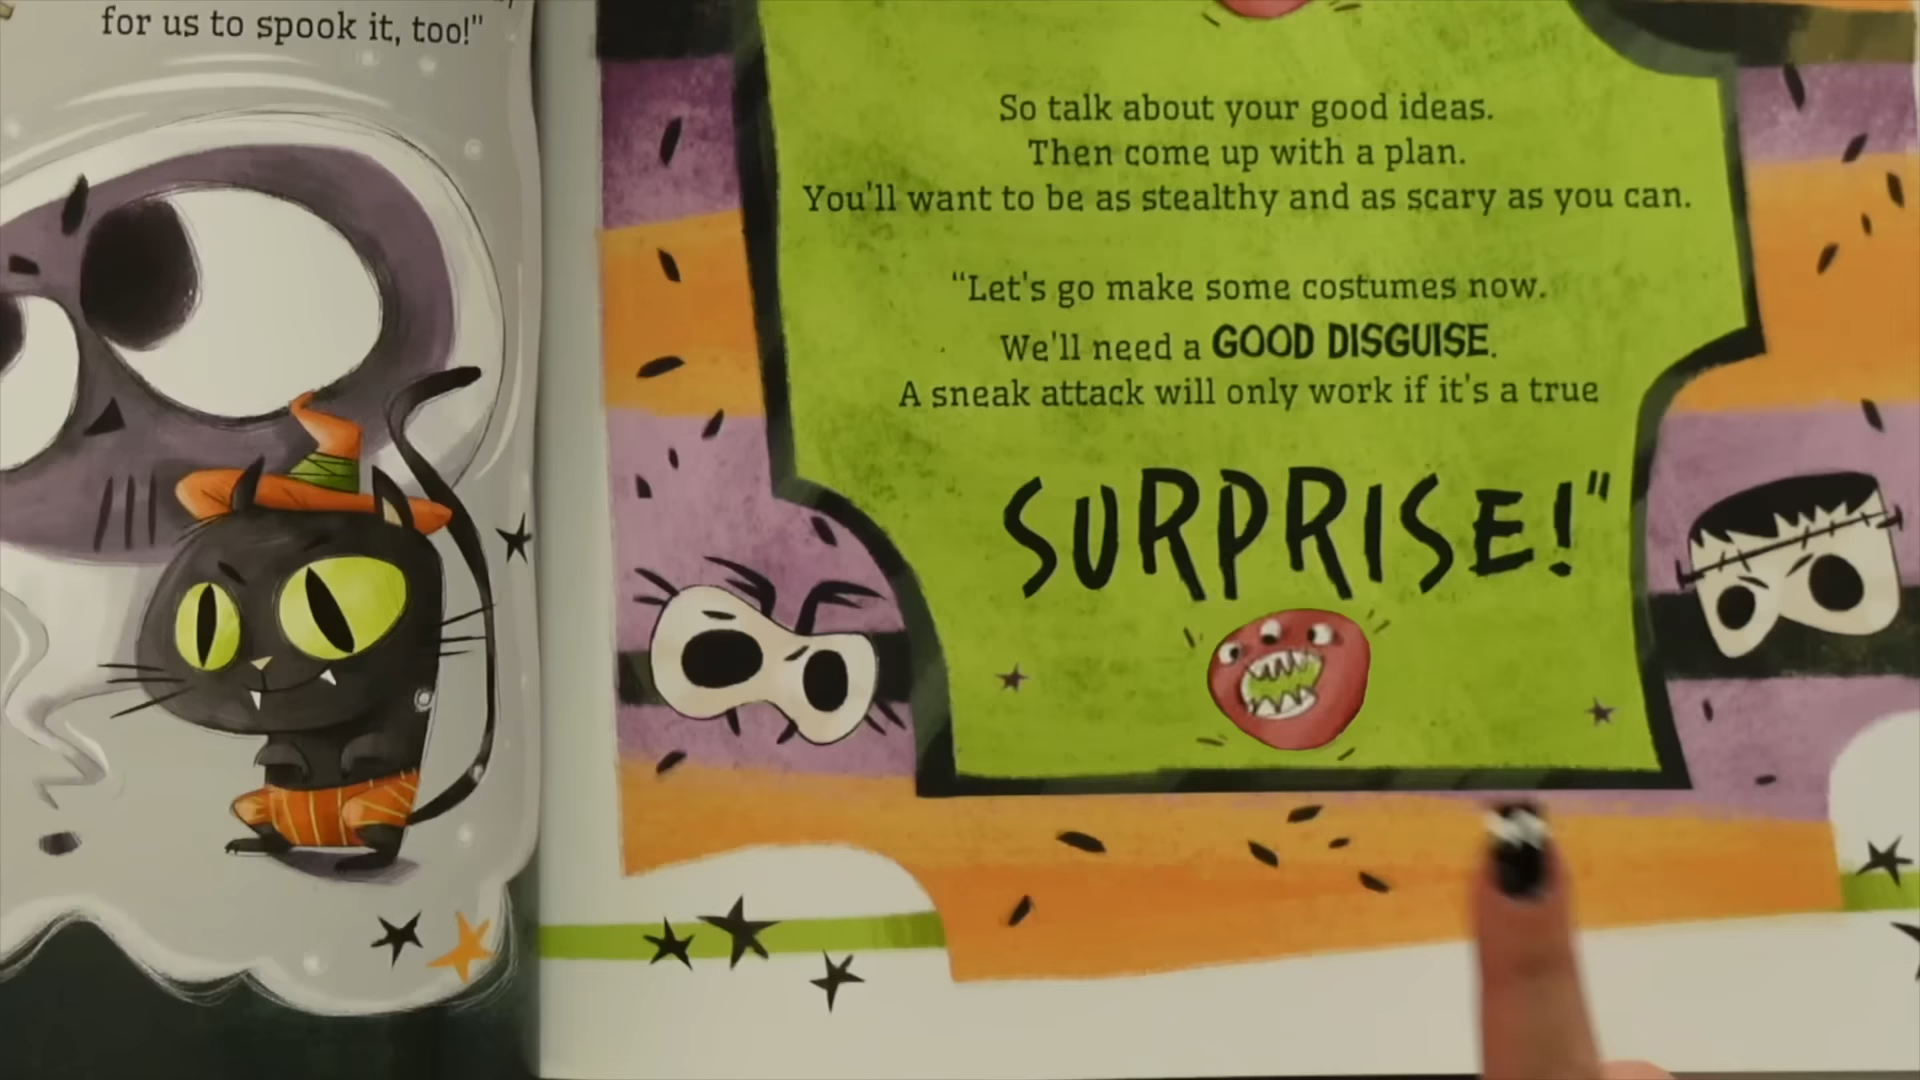 for us to spook it, too!"
So talk about your good ideas.
Then come up with a plan.
You'll want to be as stealthy and as scary as you can.
"Let's go make some costumes now.
We'll need a GOOD DISGUISE.
A sneak attack will only work if it's a true
SURPRISE!"